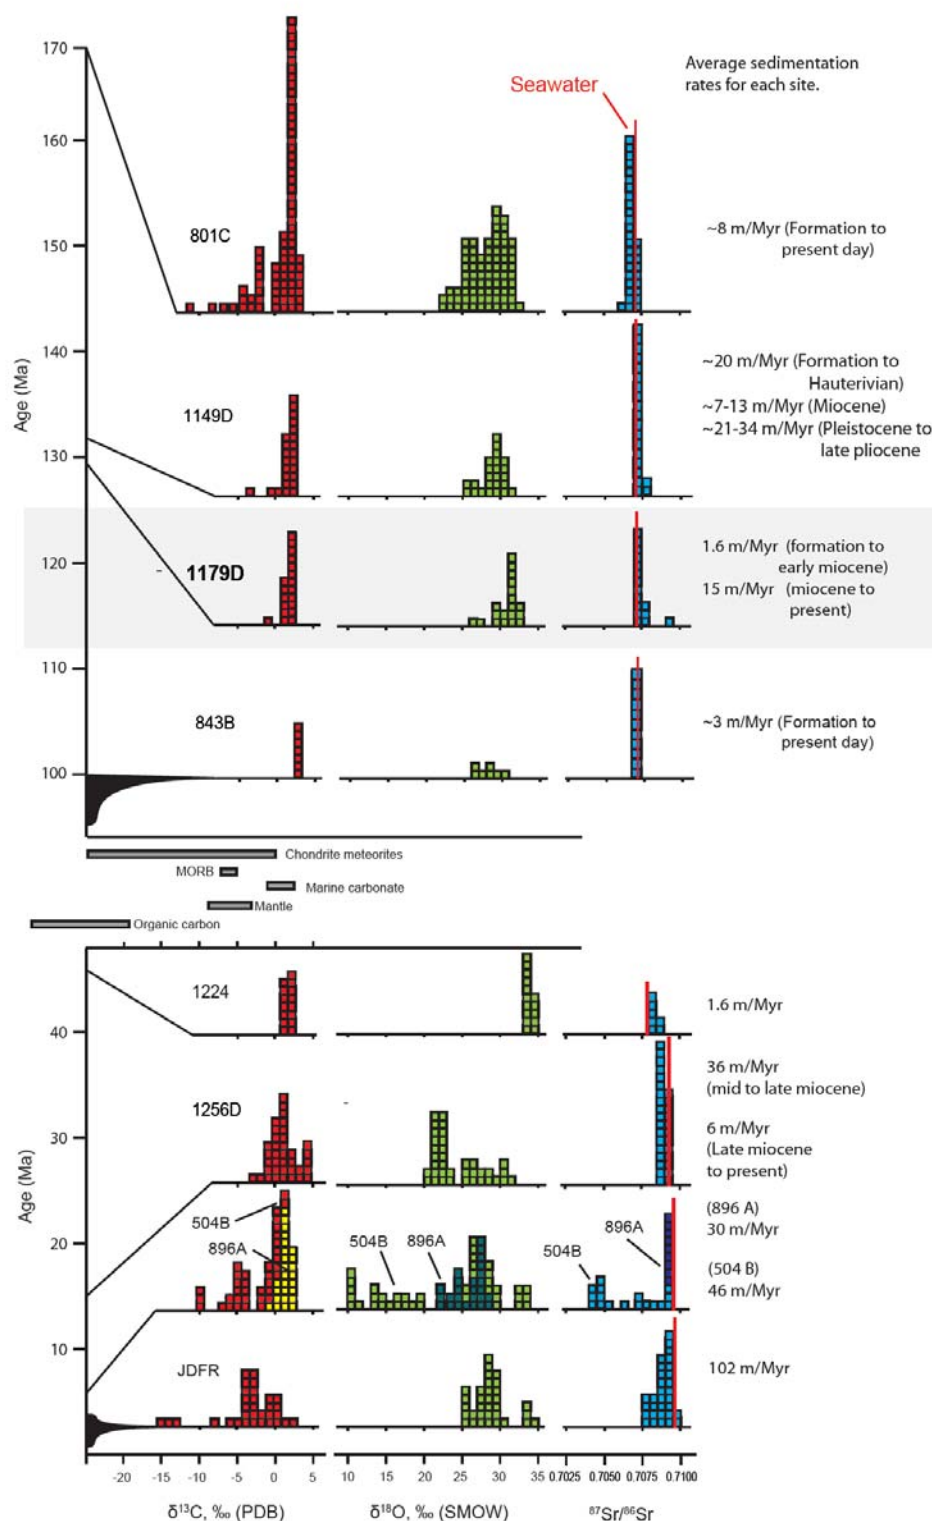 170
Average sedimentation
rates for each site.
Seawater
160
801C
~8 m/Myr (Formation to
present day)
150
140
~20 m/Myr (Formation to
Hauterivian)
~7-13 m/Myr (Miocene)
~21-34 m/Myr (Pleistocene to
late pliocene
Age (Ma)
1149D
130
120
1179D
1.6 m/Myr (formation to
early miocene)
15 m/Myr (miocene to
present)
110
843B
~3 m/Myr (Formation to
present day)
100
Chondrite meteorites
MORB
Marine carbonate
Mantle
Organic carbon
1224
1.6 m/Myr
40
36 m/Myr
(mid to late miocene)
1256D
6 m/Myr
(Late miocene
to present)
30
Age (Ma)
20
504B
896A
504B
896A
504B
896A
(896 A)
30 m/Myr
(504 B)
46 m/Myr
10
JDFR
102 m/Myr
-20 -15 -10 -5 0 5 10 15 20 25 30 35 0.7025 0.7050 0.7075 0.7100
δ13C, ‰ (PDB) δ18O, ‰ (SMOW) 87Sr/86Sr